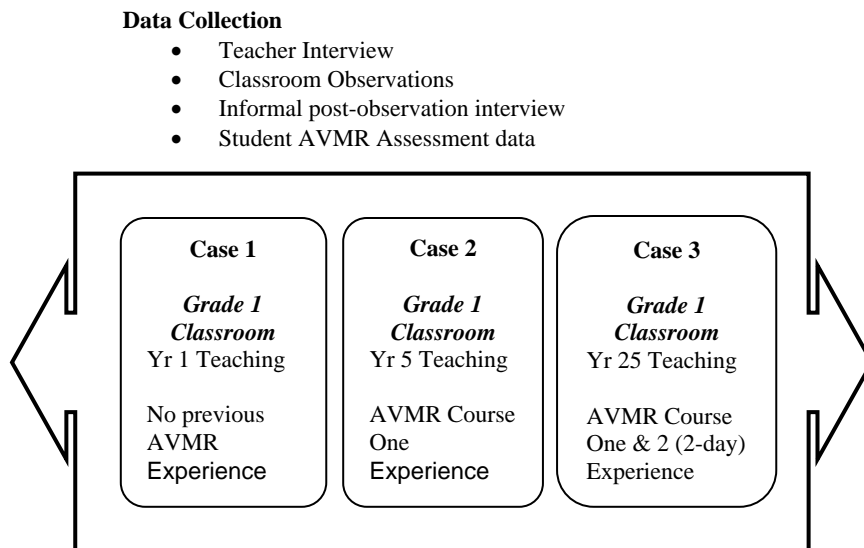 Data Collection
• Teacher Interview
• Classroom Observations
• Informal post-observation interview
• Student AVMR Assessment data
Case 1
Grade 1
Classroom
Yr 1 Teaching
No previous
AVMR
Experience
Case 2
Grade 1
Classroom
Yr 5 Teaching
AVMR Course
One
Experience
Case 3
Grade 1
Classroom
Yr 25 Teaching
AVMR Course
One & 2 (2-day)
Experience